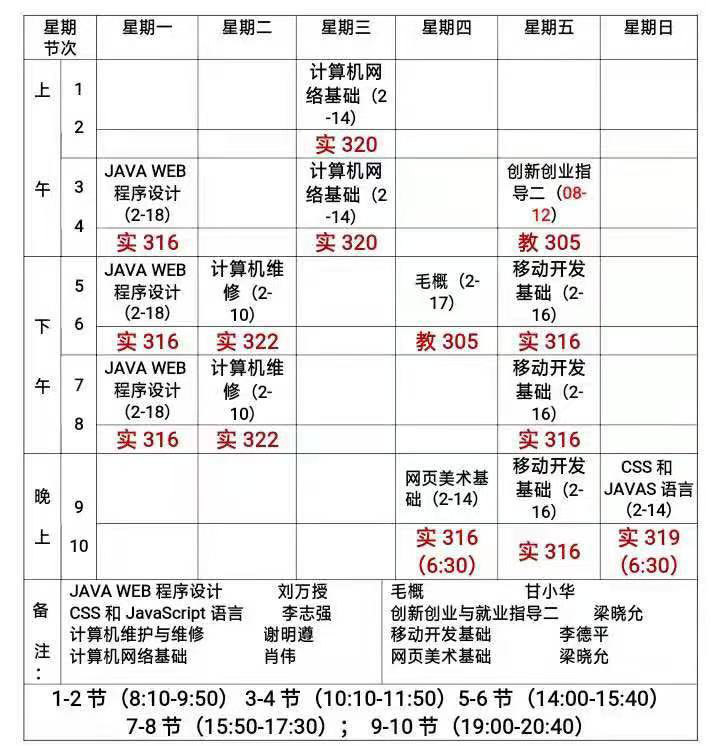 星期 星期一 星期二 星期三 星期四 星期五 星期日
节次
计算机网
上 1 络基础（2
-14）
2
实 320
JAVA WEB 计算机网 创新创业指
午 3 程序设计 络基础（2 导二（08-
（2-18） -14） 12）
4
实 316 实 320 教 305
JAVA WEB 计算机维 移动开发
5 程序设计 修（2- 毛概（2- 基础（2-
（2-18） 10） 17） 16）
下 6
实 316 实 322 教 305 实 316
JAVA WEB 计算机维 移动开发
午 7 程序设计 修（2- 基础（2-
（2-18） 10） 16）
8
实 316 实 322 实 316
网页美术基 移动开发 CSS 和
晚 9 础（2-14） 基础（2- JAVAS 语言
16） （2-14）
上 10 实 316 实 316 实 319
（6:30） （6:30）
JAVA WEB 程序设计 刘万授 毛概 甘小华
备 CSS 和 JavaScript 语言 李志强 创新创业与就业指导二 梁晓允
计算机维护与维修 谢明遵 移动开发基础 李德平
注 计算机网络基础 肖伟 网页美术基础 梁晓允
：
1-2 节（8:10-9:50） 3-4 节（10:10-11:50）5-6 节（14:00-15:40）
7-8 节（15:50-17:30）； 9-10 节（19:00-20:40）